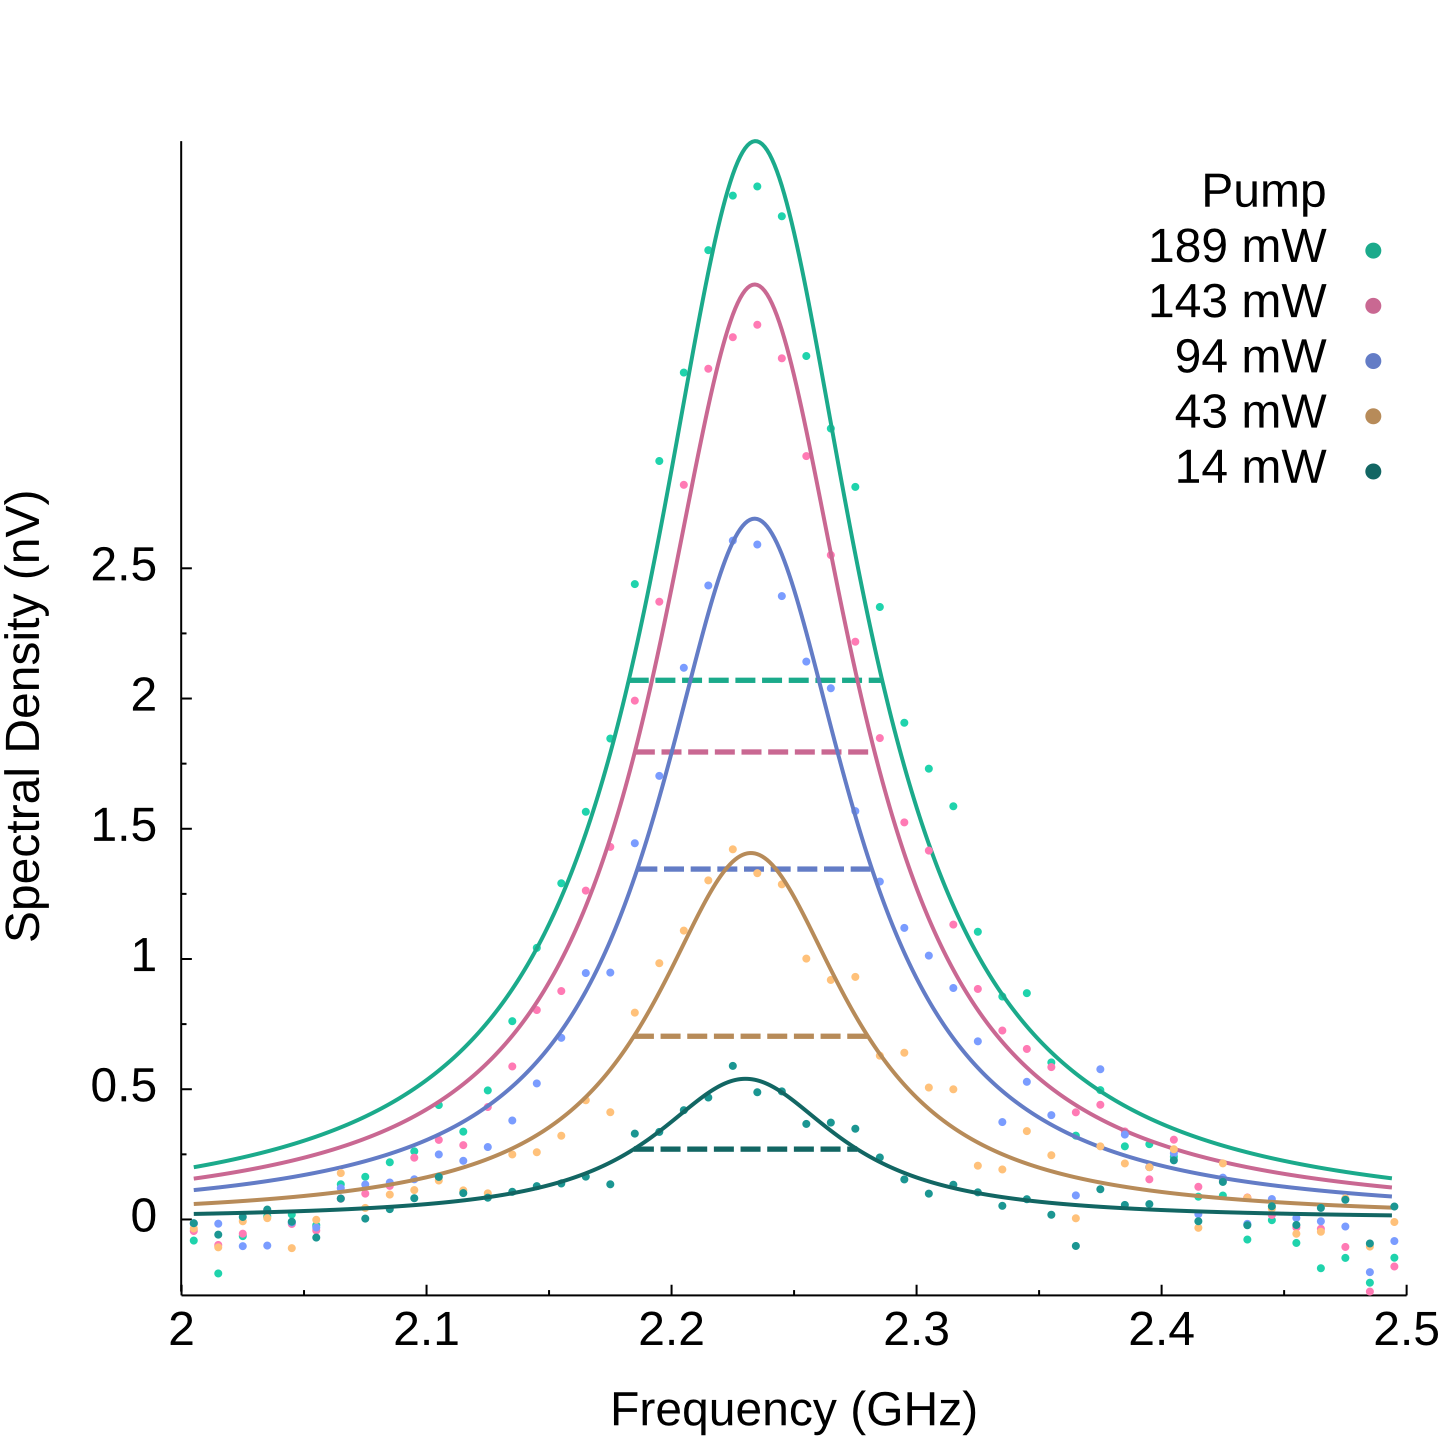 Pump
189 mW
143 mW
94 mW
43 mW
14 mW
Spectral Density (nV)
2.5
2
1.5
1
0.5
0
2 2.1 2.2 2.3 2.4 2.5
Frequency (GHz)